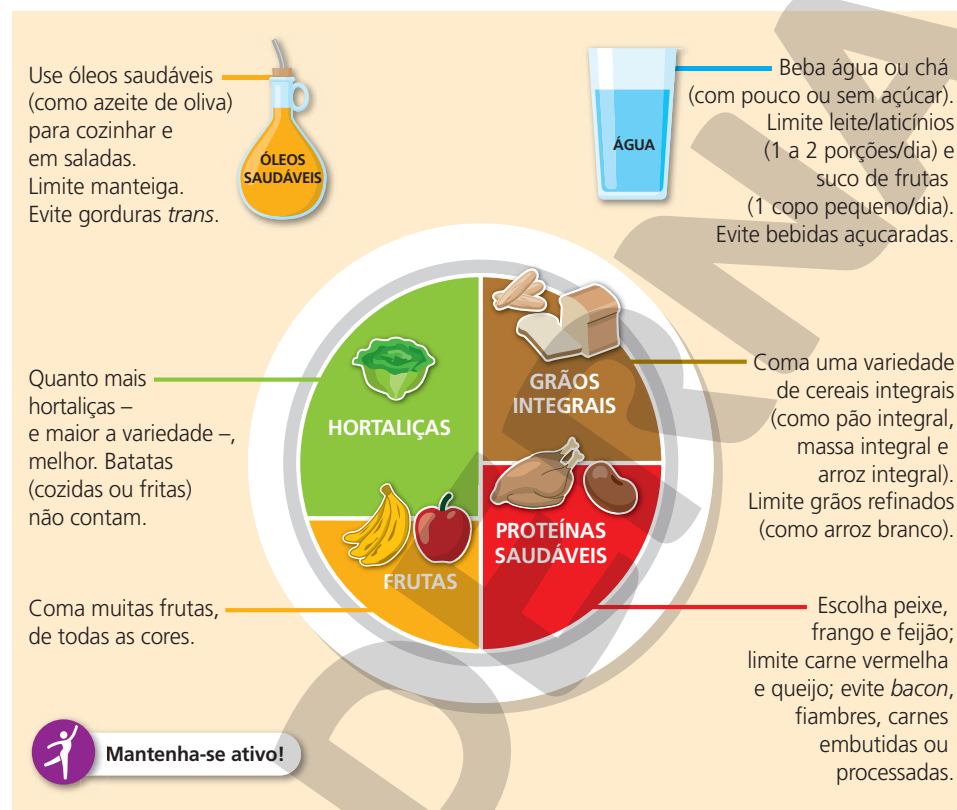 Use óleos saudáveis
(como azeite de oliva)
para cozinhar e
em saladas.
Limite manteiga.
Evite gorduras trans.
ÓLEOS
SAUDÁVEIS
ÁGUA
Beba água ou chá
(com pouco ou sem açúcar).
Limite leite/laticínios
(1 a 2 porções/dia) e
suco de frutas
(1 copo pequeno/dia).
Evite bebidas açucaradas.
Quanto mais
hortaliças –
e maior a variedade –,
melhor. Batatas
(cozidas ou fritas)
não contam.
HORTALIÇAS
GRÃOS
INTEGRAIS
Coma uma variedade
de cereais integrais
(como pão integral,
massa integral e
arroz integral).
Limite grãos refinados
(como arroz branco).
Coma muitas frutas,
de todas as cores.
FRUTAS
PROTEÍNAS
SAUDÁVEIS
Escolha peixe,
frango e feijão;
limite carne vermelha
e queijo; evite bacon,
fiambres, carnes
embutidas ou
processadas.
Mantenha-se ativo!